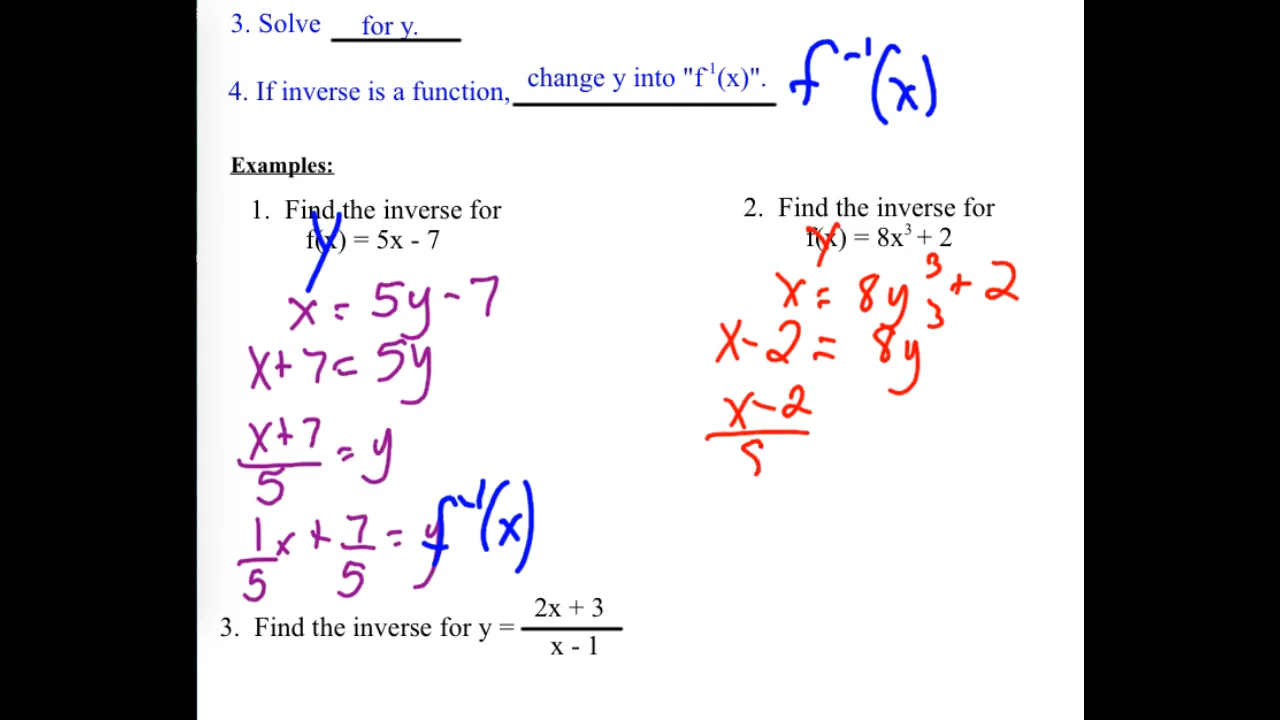 3. Solve for y.
4. If inverse is a function, change y into "f¹(x)". f⁻¹(x)
Examples:
1. Find the inverse for
f(x) = 5x - 7
y
x = 5y - 7
x + 7 = 5y
x + 7 / 5 = y
1/5 x + 7/5 = y f⁻¹(x)
2. Find the inverse for
f(x) = 8x³ + 2
y
x = 8y³ + 2
x - 2 = 8y³
x - 2
3. Find the inverse for y = 2x + 3 / x - 1